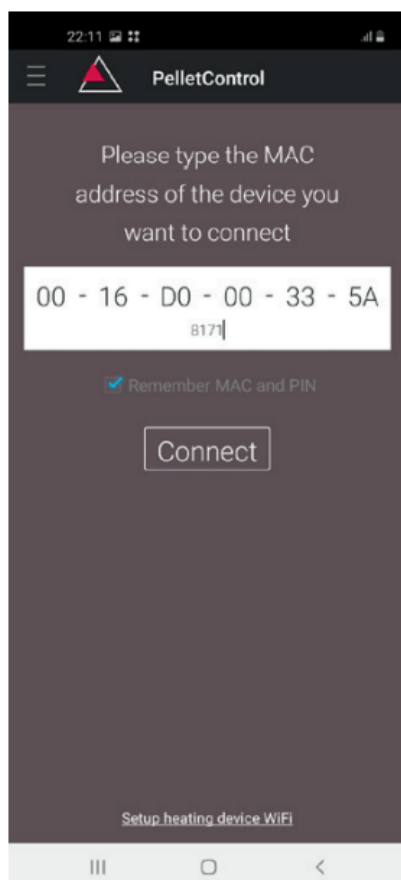 22:11
PelletControl
Please type the MAC
address of the device you
want to connect
00 - 16 - D0 - 00 - 33 - 5A
8171
Remember MAC and PIN
Connect
Setup heating device WiFi